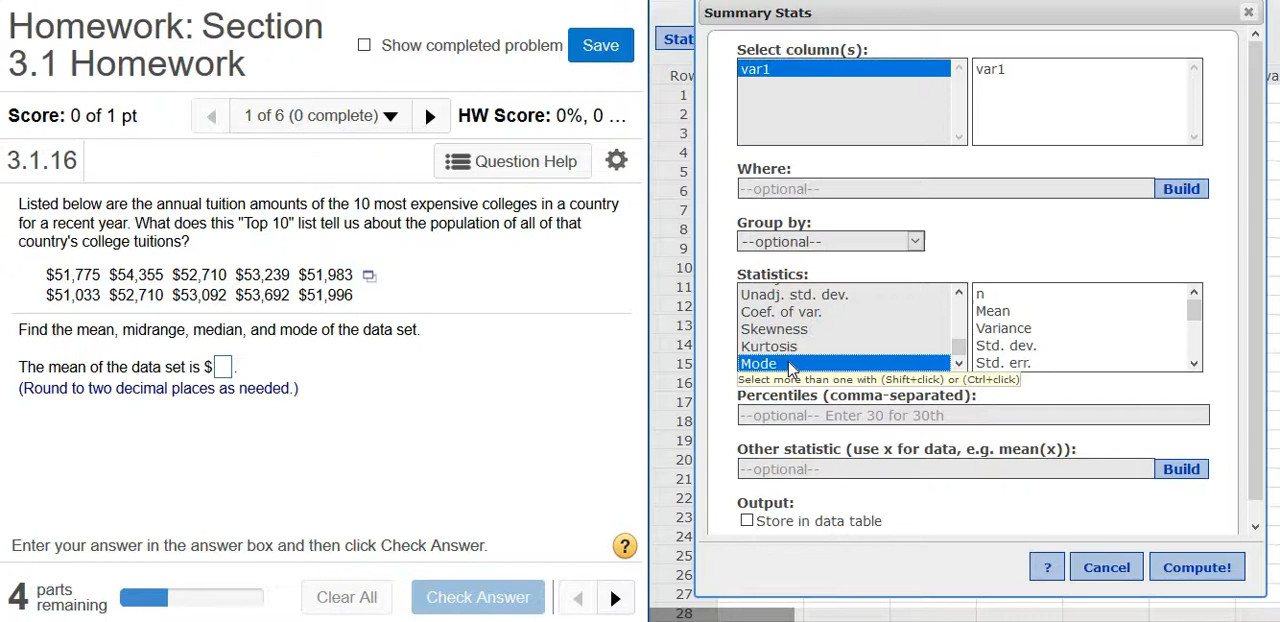 Homework: Section
3.1 Homework
Show completed problem
Save
Score: 0 of 1 pt
1 of 6 (0 complete)
HW Score: 0%, 0 ...
3.1.16
Question Help
Listed below are the annual tuition amounts of the 10 most expensive colleges in a country
for a recent year. What does this "Top 10" list tell us about the population of all of that
country's college tuitions?
$51,775 $54,355 $52,710 $53,239 $51,983
$51,033 $52,710 $53,092 $53,692 $51,996
Find the mean, midrange, median, and mode of the data set.
The mean of the data set is $ .
(Round to two decimal places as needed.)
Enter your answer in the answer box and then click Check Answer.
?
4 parts
remaining
Clear All
Check Answer
Stat
Row
1
2
3
4
5
6
7
8
9
10
11
12
13
14
15
16
17
18
19
20
21
22
23
24
25
26
27
28
Summary Stats
Select column(s):
var1
var1
Where:
--optional--
Build
Group by:
--optional--
Statistics:
Unadj. std. dev.
Coef. of var.
Skewness
Kurtosis
Mode
n
Mean
Variance
Std. dev.
Std. err.
Select more than one with (Shift+click) or (Ctrl+click)
Percentiles (comma-separated):
--optional-- Enter 30 for 30th
Other statistic (use x for data, e.g. mean(x)):
--optional--
Build
Output:
Store in data table
?
Cancel
Compute!
va